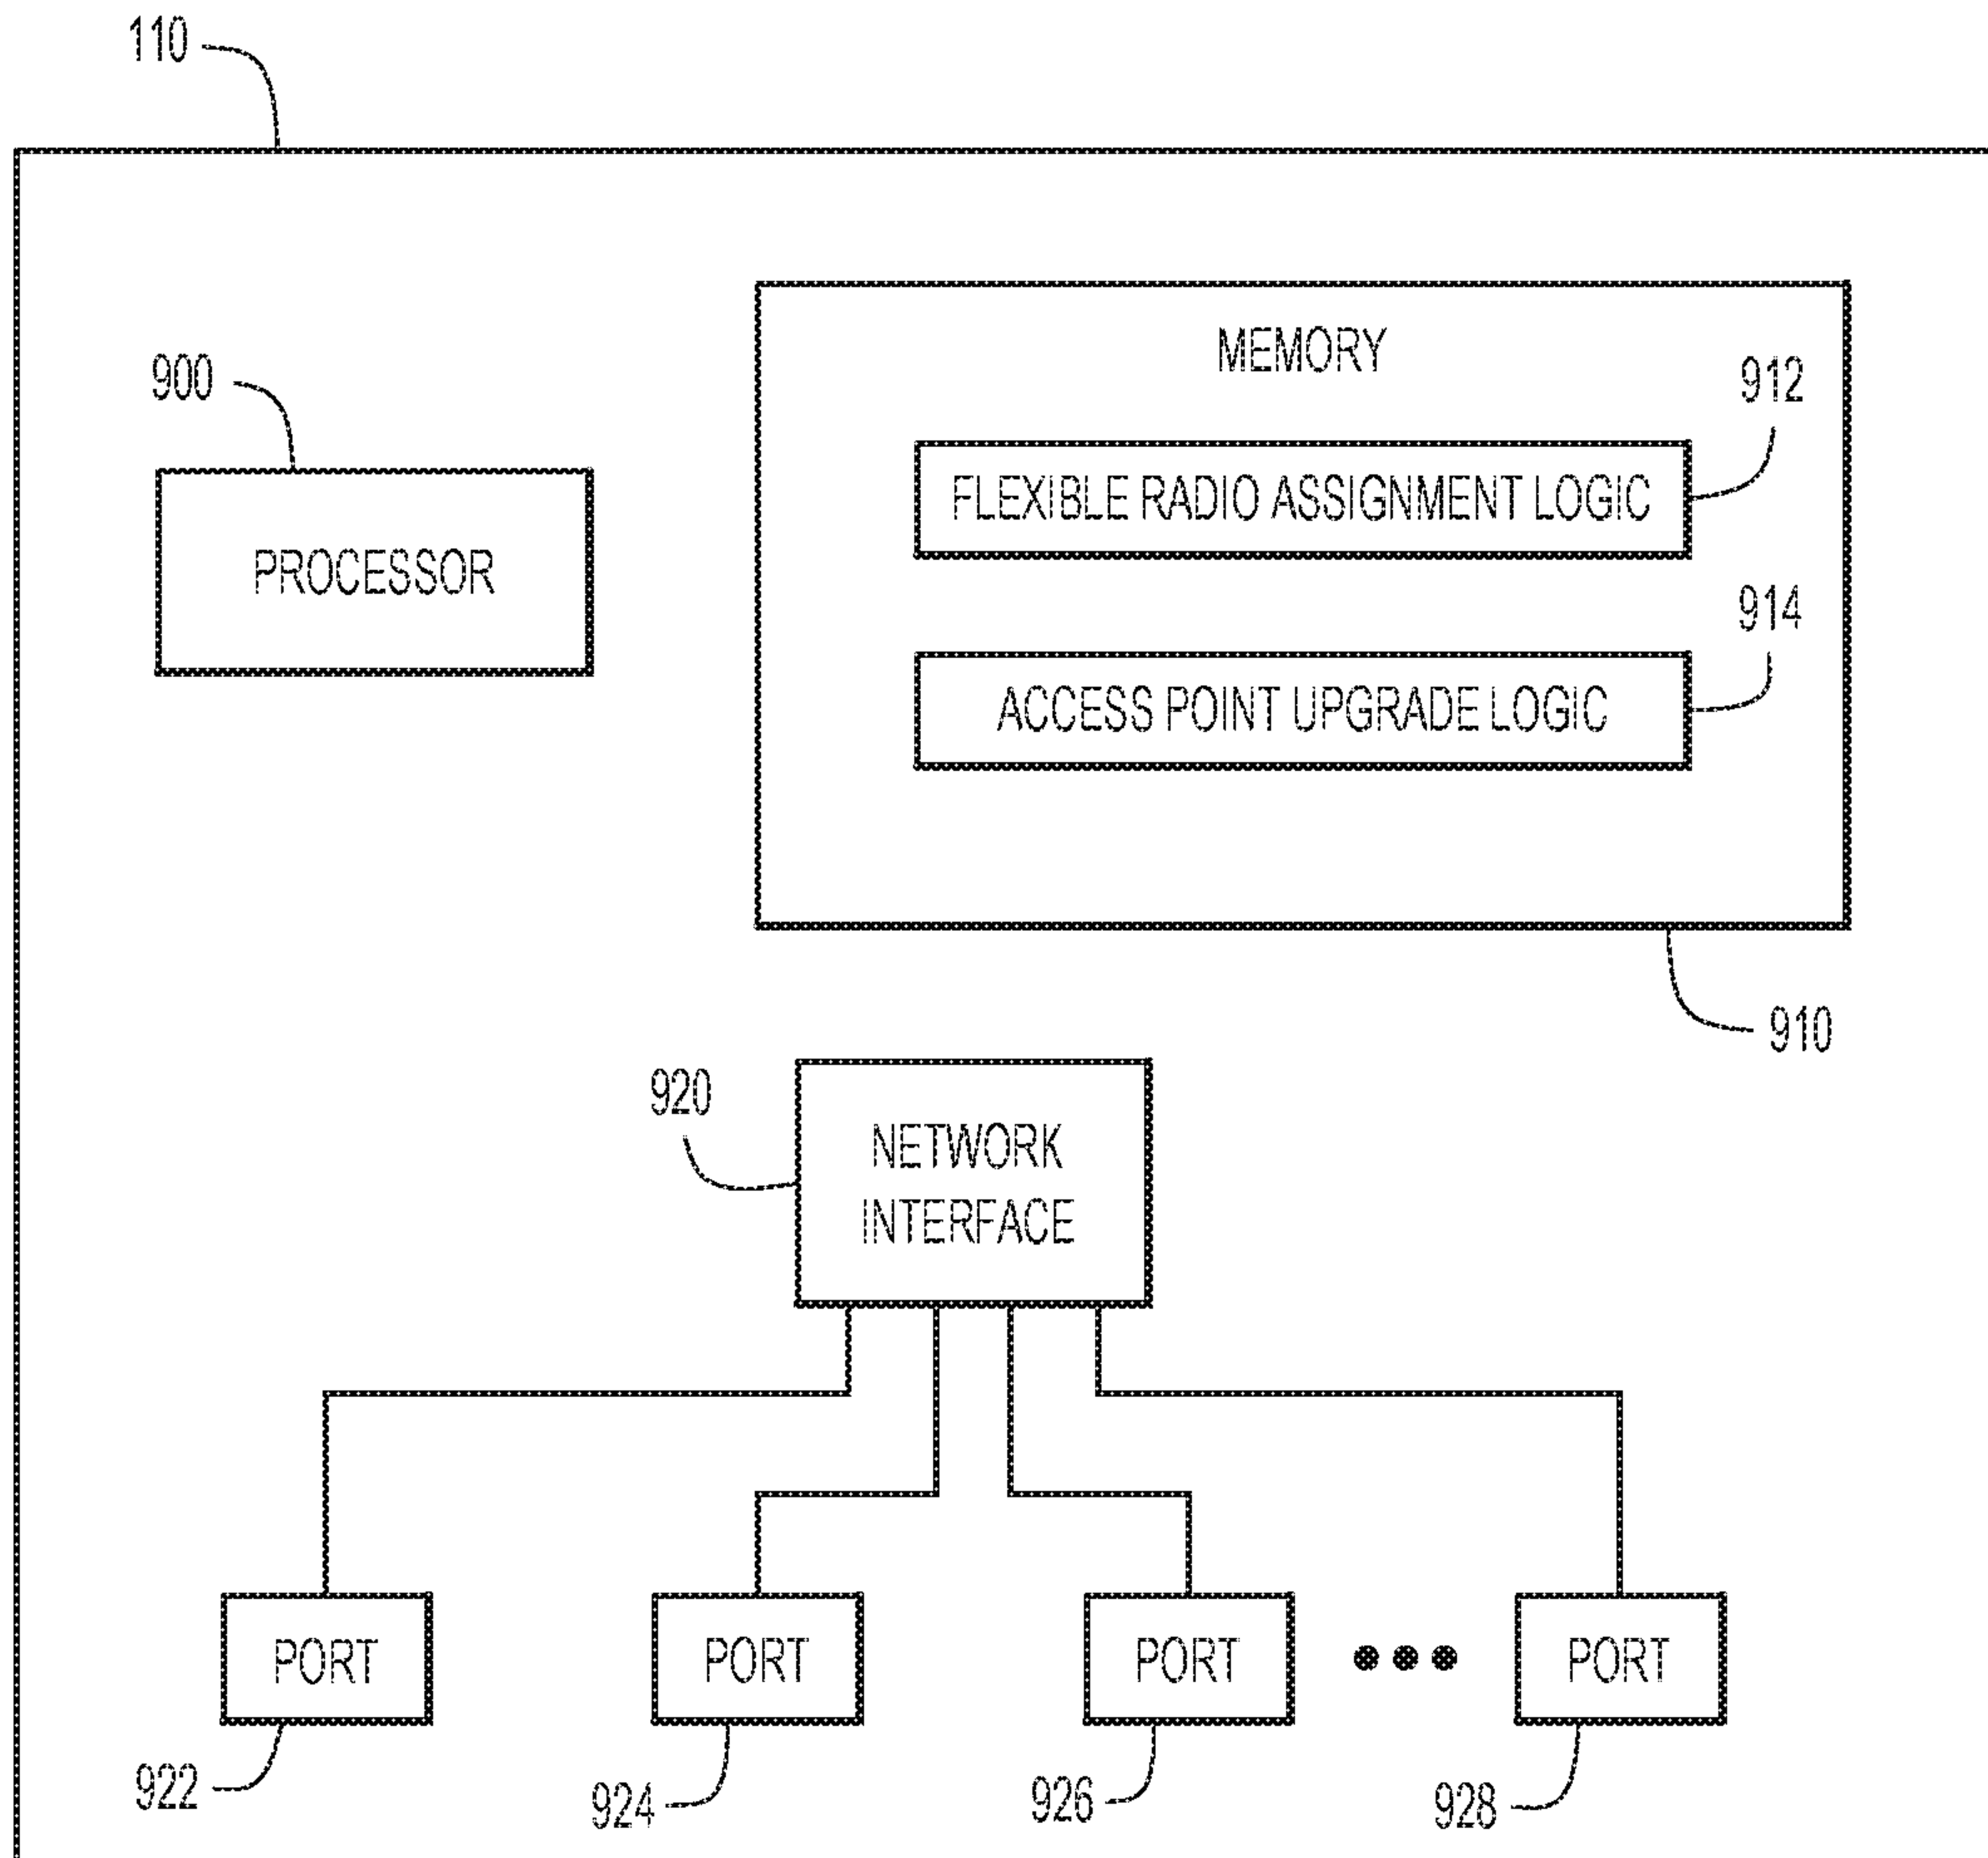 110
MEMORY
900
912
FLEXIBLE RADIO ASSIGNMENT LOGIC
PROCESSOR
914
ACCESS POINT UPGRADE LOGIC
910
920
NETWORK
INTERFACE
PORT
PORT
PORT
PORT
922
924
926
928